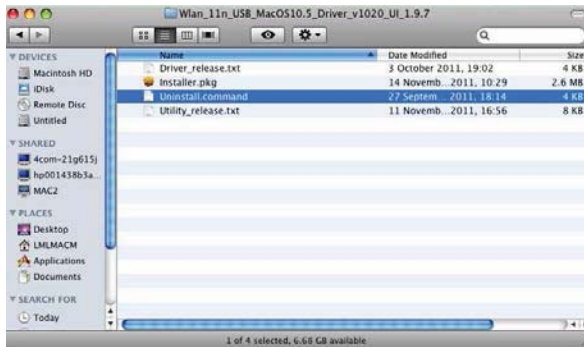 Wlan_11n_USB_MacOS10.5_Driver_v1020_UI_1.9.7
Name Date Modified Size
Driver_release.txt 3 October 2011, 19:02 4 KB
Installer.pkg 14 Novemb...2011, 10:29 2.6 MB
Uninstall.command 27 Septem...2011, 18:14 4 KB
Utility_release.txt 11 Novemb...2011, 16:56 8 KB
DEVICES
Macintosh HD
iDisk
Remote Disc
Untitled
SHARED
4com-21g615j
hp001438b3a...
MAC2
PLACES
Desktop
LMLMACM
Applications
Documents
SEARCH FOR
Today
1 of 4 selected, 6.68 GB available